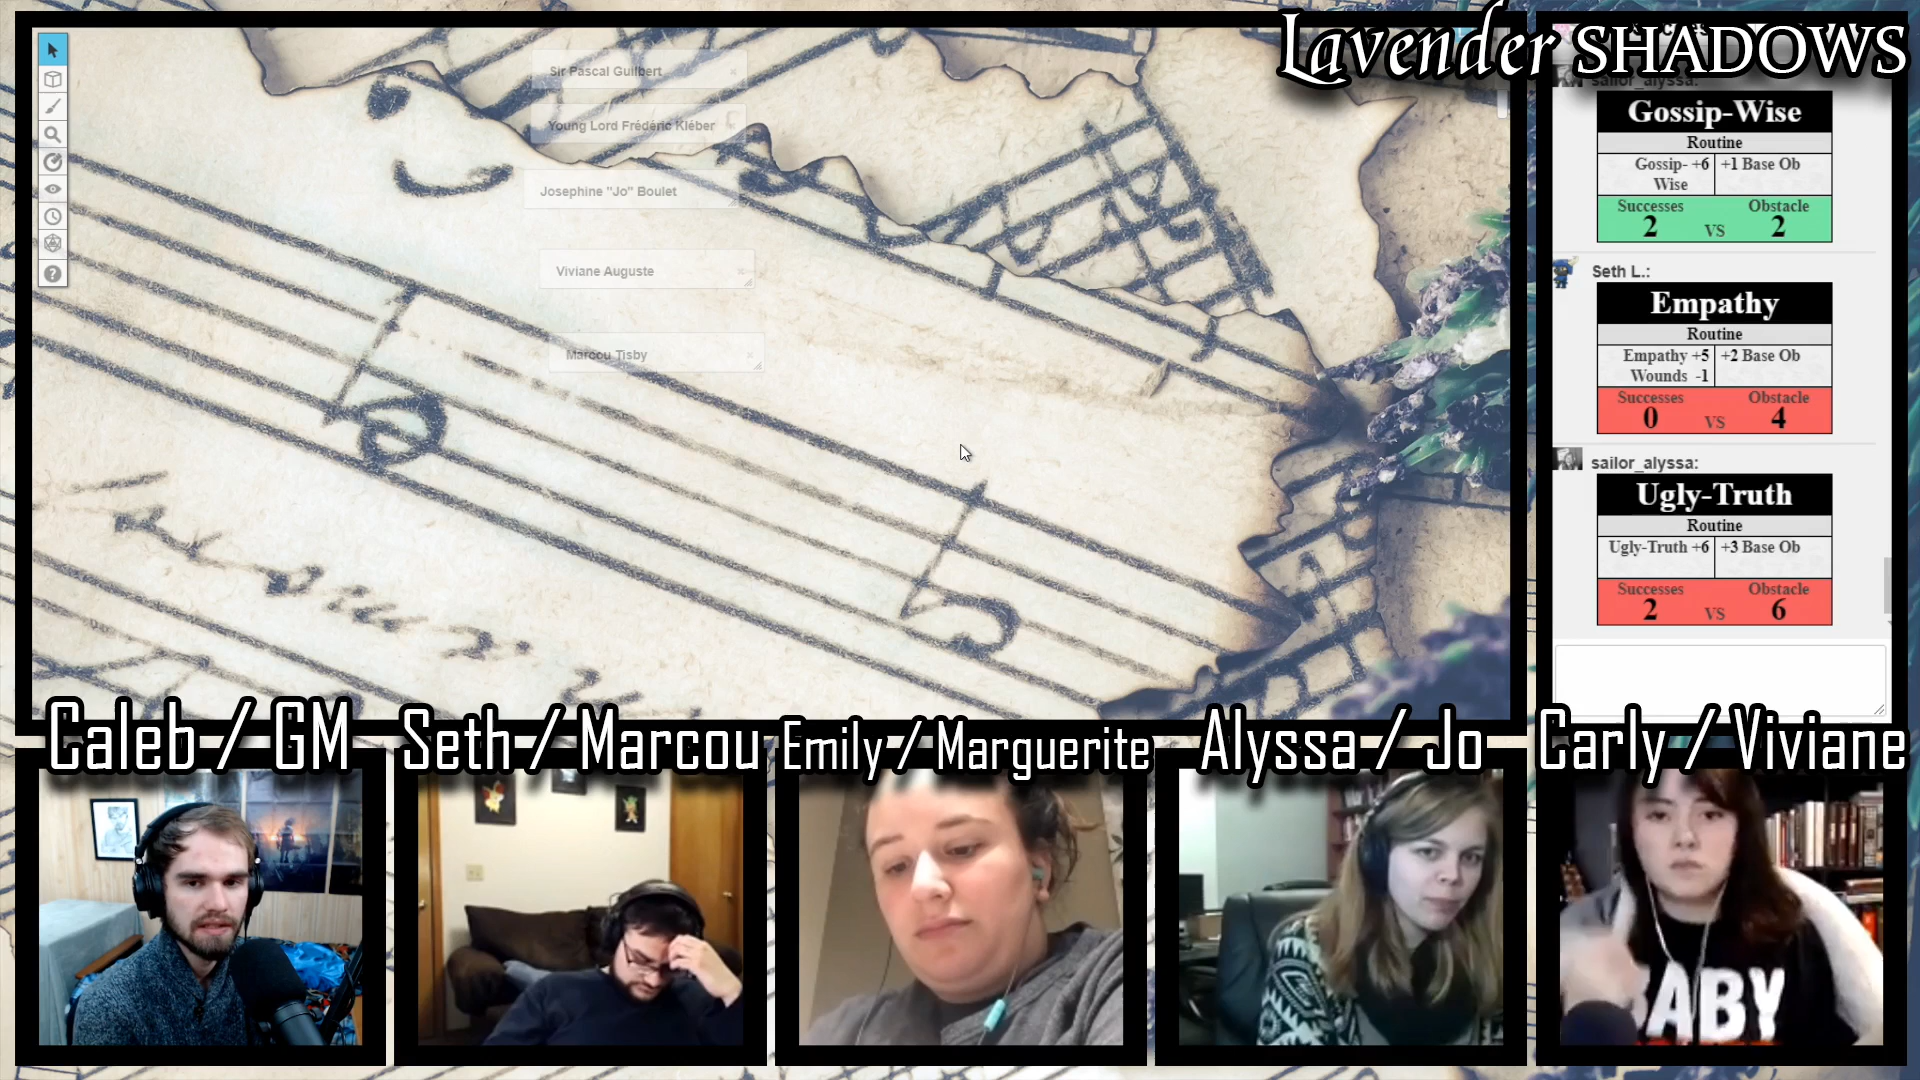 Lavender SHADOWS
Sir Pascal Guilbert
Young Lord Frédéric Kléber
Josephine "Jo" Boulet
Viviane Auguste
Marcou Tisby
sailor_alyssa:
Gossip-Wise
Routine
Gossip- +6 +1 Base Ob
Wise
Successes Obstacle
2 VS 2
Seth L.:
Empathy
Routine
Empathy +5 +2 Base Ob
Wounds -1
Successes Obstacle
0 VS 4
sailor_alyssa:
Ugly-Truth
Routine
Ugly-Truth +6 +3 Base Ob
Successes Obstacle
2 VS 6
Caleb / GM
Seth / Marcou
Emily / Marguerite
Alyssa / Jo
Carly / Viviane
BABY